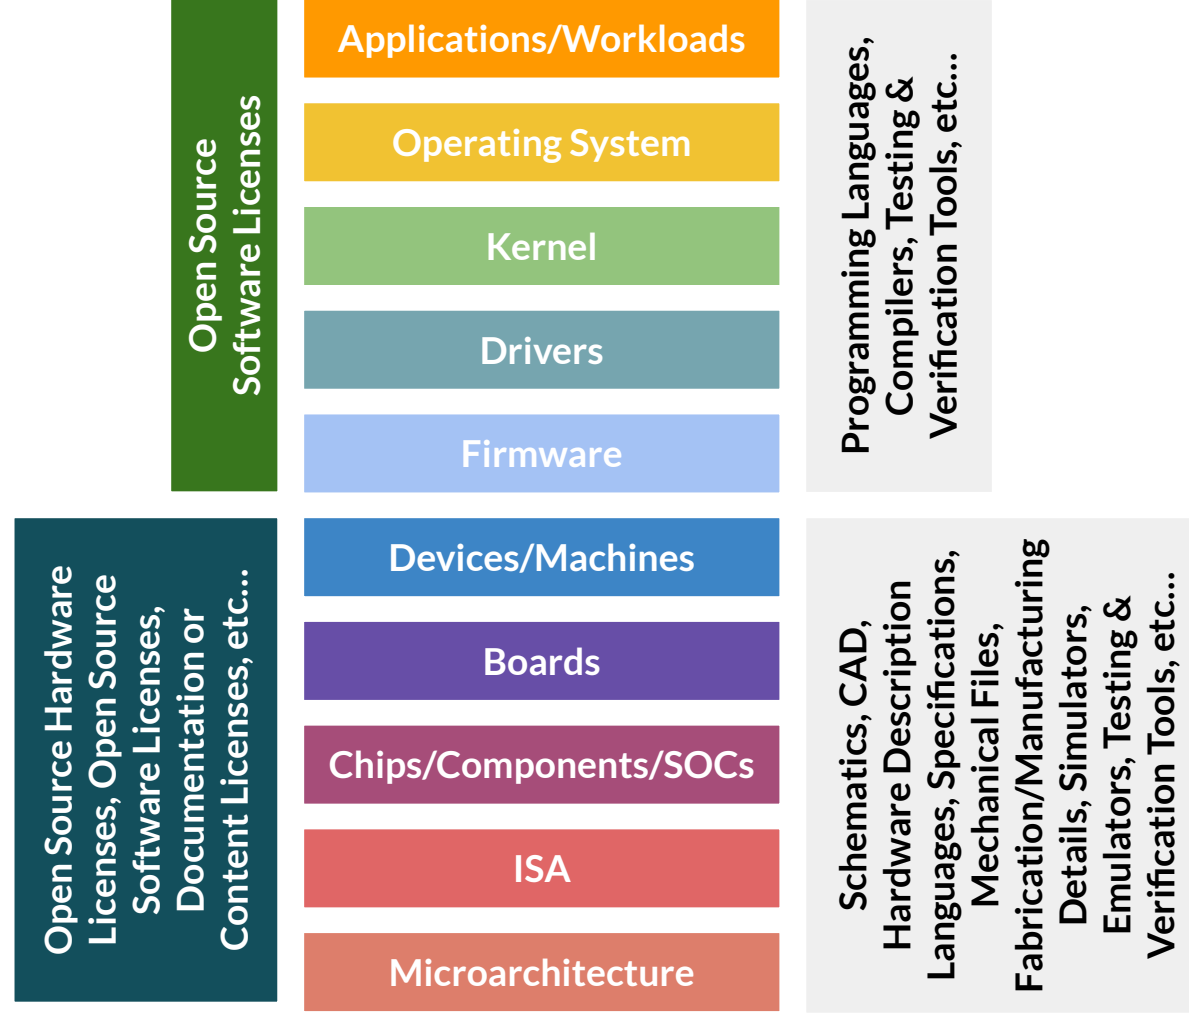 Open Source
Software Licenses
Applications/Workloads
Operating System
Kernel
Drivers
Firmware
Programming Languages,
Compilers, Testing &
Verification Tools, etc...
Open Source Hardware
Licenses, Open Source
Software Licenses,
Documentation or
Content Licenses, etc...
Devices/Machines
Boards
Chips/Components/SOCs
ISA
Microarchitecture
Schematics, CAD,
Hardware Description
Languages, Specifications,
Mechanical Files,
Fabrication/Manufacturing
Details, Simulators,
Emulators, Testing &
Verification Tools, etc...